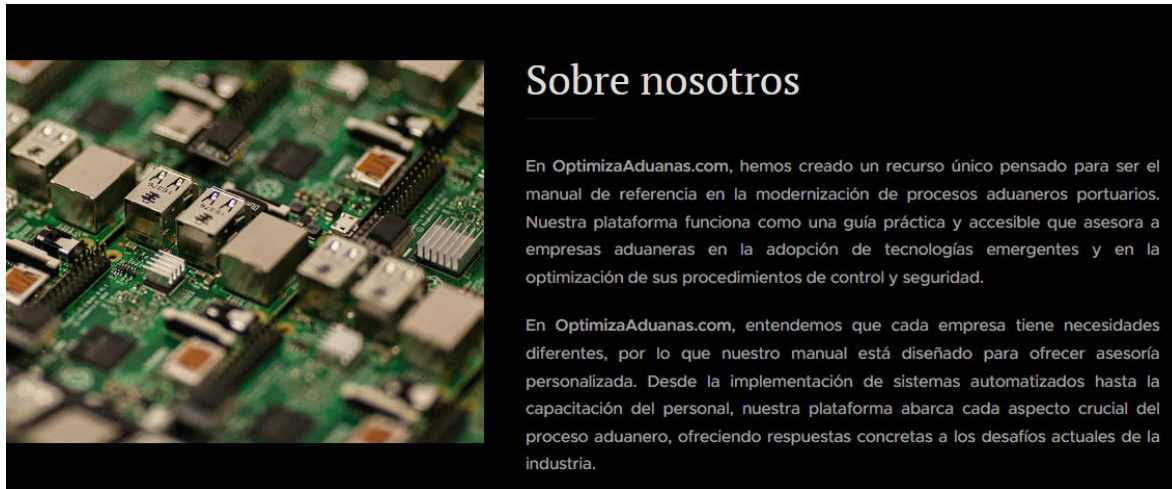 Sobre nosotros
En OptimizaAduanas.com, hemos creado un recurso único pensado para ser el
manual de referencia en la modernización de procesos aduaneros portuarios.
Nuestra plataforma funciona como una guía práctica y accesible que asesora a
empresas aduaneras en la adopción de tecnologías emergentes y en la
optimización de sus procedimientos de control y seguridad.
En OptimizaAduanas.com, entendemos que cada empresa tiene necesidades
diferentes, por lo que nuestro manual está diseñado para ofrecer asesoría
personalizada. Desde la implementación de sistemas automatizados hasta la
capacitación del personal, nuestra plataforma abarca cada aspecto crucial del
proceso aduanero, ofreciendo respuestas concretas a los desafíos actuales de la
industria.